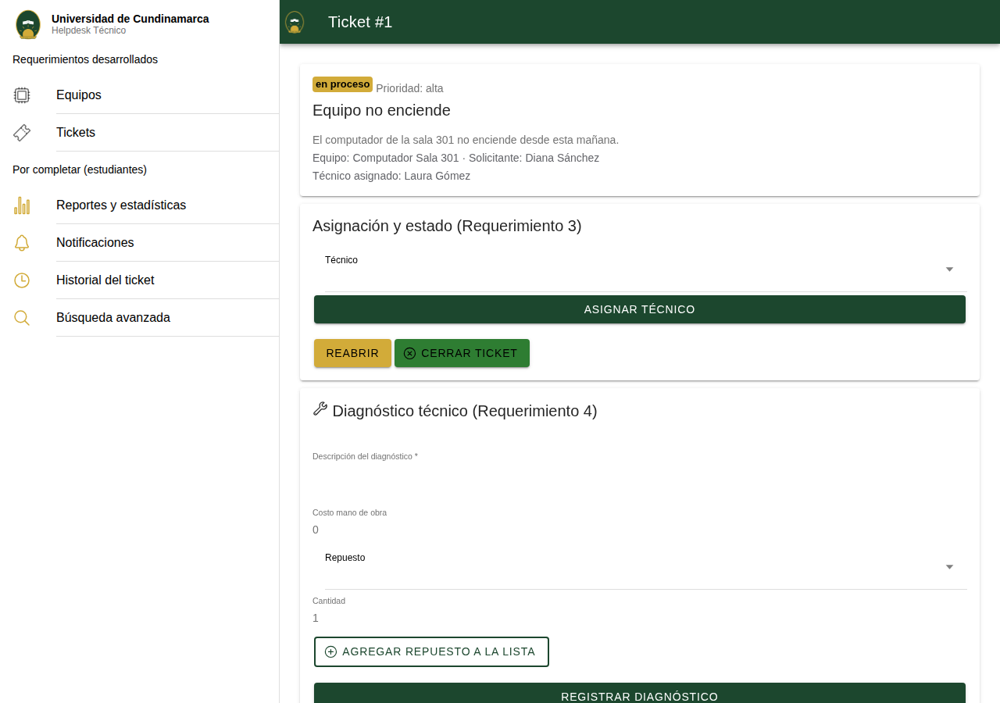 Universidad de Cundinamarca
Helpdesk Técnico
Requerimientos desarrollados
Equipos
Tickets
Por completar (estudiantes)
Reportes y estadísticas
Notificaciones
Historial del ticket
Búsqueda avanzada
Ticket #1
en proceso Prioridad: alta
Equipo no enciende
El computador de la sala 301 no enciende desde esta mañana.
Equipo: Computador Sala 301 · Solicitante: Diana Sánchez
Técnico asignado: Laura Gómez
Asignación y estado (Requerimiento 3)
Técnico
ASIGNAR TÉCNICO
REABRIR CERRAR TICKET
Diagnóstico técnico (Requerimiento 4)
Descripción del diagnóstico *
Costo mano de obra
0
Repuesto
Cantidad
1
AGREGAR REPUESTO A LA LISTA
REGISTRAR DIAGNÓSTICO